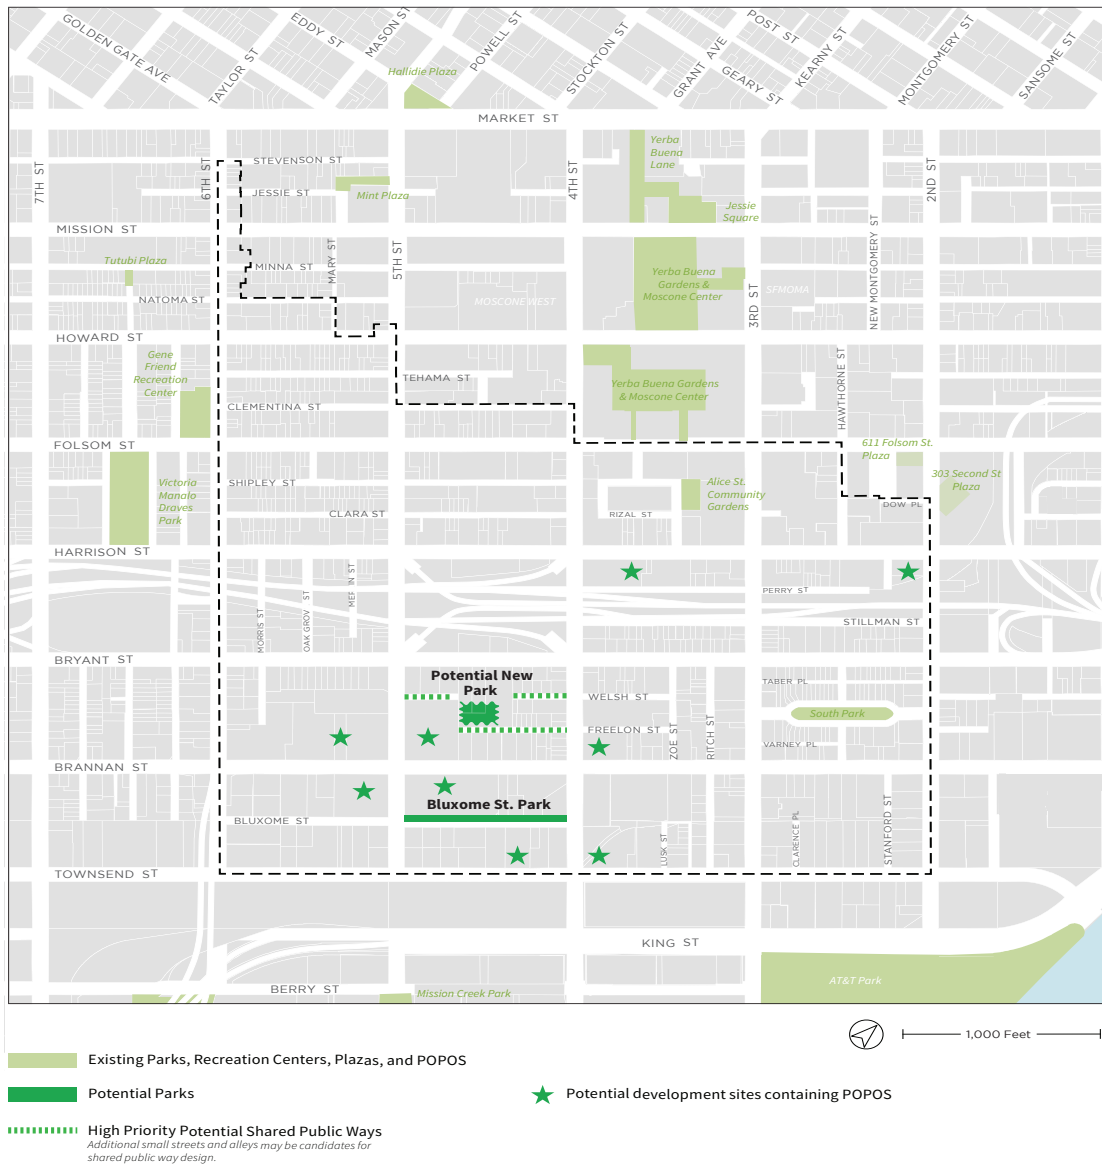 GOLDEN GATE AVE
TAYLOR ST
EDDY ST
MASON ST
POWELL ST
STOCKTON ST
GRANT AVE
POST ST
GEARY ST
KEARNY ST
MONTGOMERY ST
SANSOME ST
Hallidie Plaza
MARKET ST
7TH ST
6TH ST
STEVENSON ST
JESSIE ST
Mint Plaza
4TH ST
Yerba
Buena
Lane
Jessie
Square
2ND ST
MISSION ST
Tutubi Plaza
MINNA ST
NATOMA ST
MARY ST
5TH ST
MOSCONE WEST
Yerba Buena
Gardens &
Moscone Center
SFMOMA
3RD ST
NEW MONTGOMERY ST
HOWARD ST
Gene
Friend
Recreation
Center
TEHAMA ST
CLEMENTINA ST
Yerba Buena Gardens
& Moscone Center
HAWTHORNE ST
FOLSOM ST
611 Folsom St.
Plaza
303 Second St
Plaza
Victoria
Manalo
Draves
Park
SHIPLEY ST
CLARA ST
RIZAL ST
Alice St.
Community
Gardens
DOW PL
HARRISON ST
MORRIS ST
OAK GROV ST
ST
PERRY ST
STILLMAN ST
BRYANT ST
Potential New
Park
WELSH ST
FREELON ST
ZOE ST
RITCH ST
TABER PL
South Park
VARNEY PL
BRANNAN ST
Bluxome St. Park
BLUXOME ST
LUSK ST
CLARENCE PL
STANFORD ST
TOWNSEND ST
KING ST
BERRY ST
Mission Creek Park
AT&T Park
1,000 Feet
Existing Parks, Recreation Centers, Plazas, and POPOS
Potential Parks
Potential development sites containing POPOS
High Priority Potential Shared Public Ways
Additional small streets and alleys may be candidates for
shared public way design.